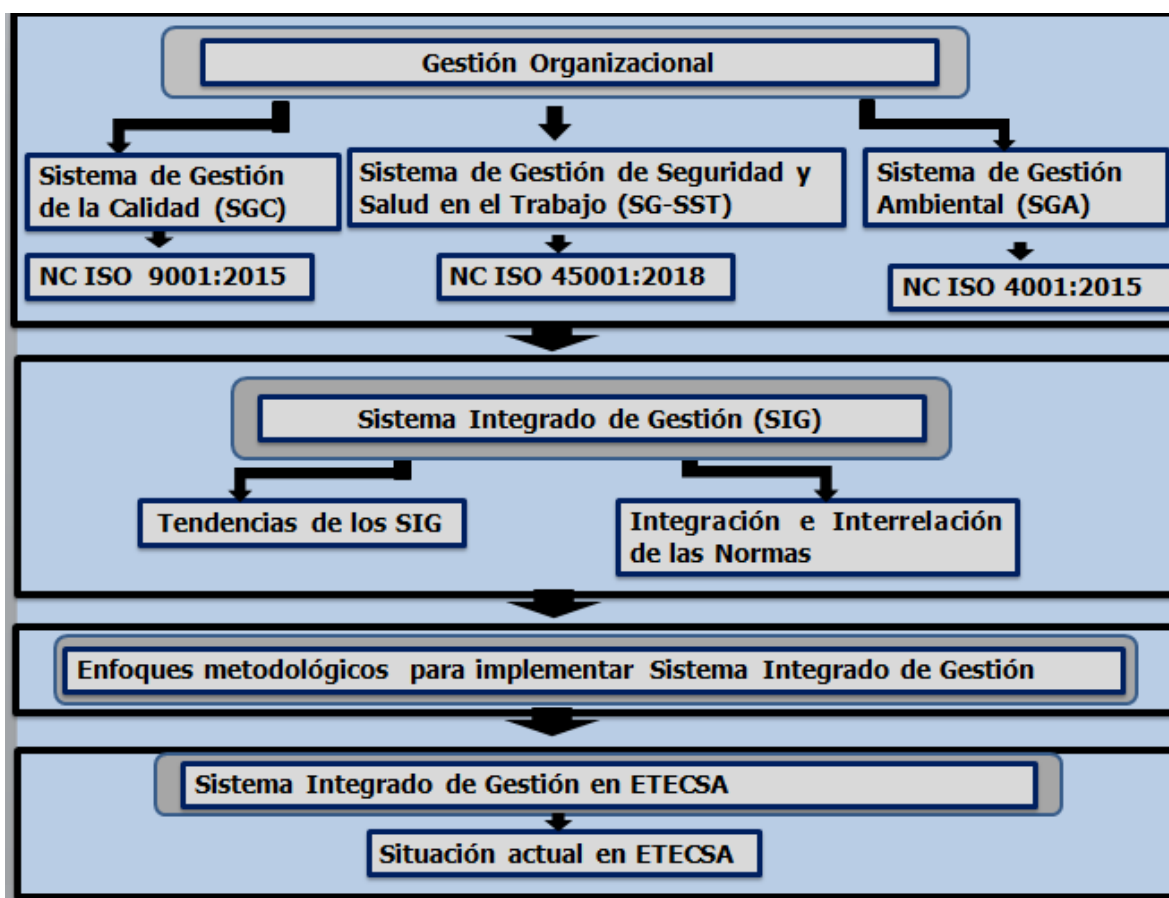 Gestión Organizacional
Sistema de Gestión
de la Calidad (SGC)
Sistema de Gestión de Seguridad y
Salud en el Trabajo (SG-SST)
Sistema de Gestión
Ambiental (SGA)
NC ISO 9001:2015
NC ISO 45001:2018
NC ISO 4001:2015
Sistema Integrado de Gestión (SIG)
Tendencias de los SIG
Integración e Interrelación
de las Normas
Enfoques metodológicos para implementar Sistema Integrado de Gestión
Sistema Integrado de Gestión en ETECSA
Situación actual en ETECSA